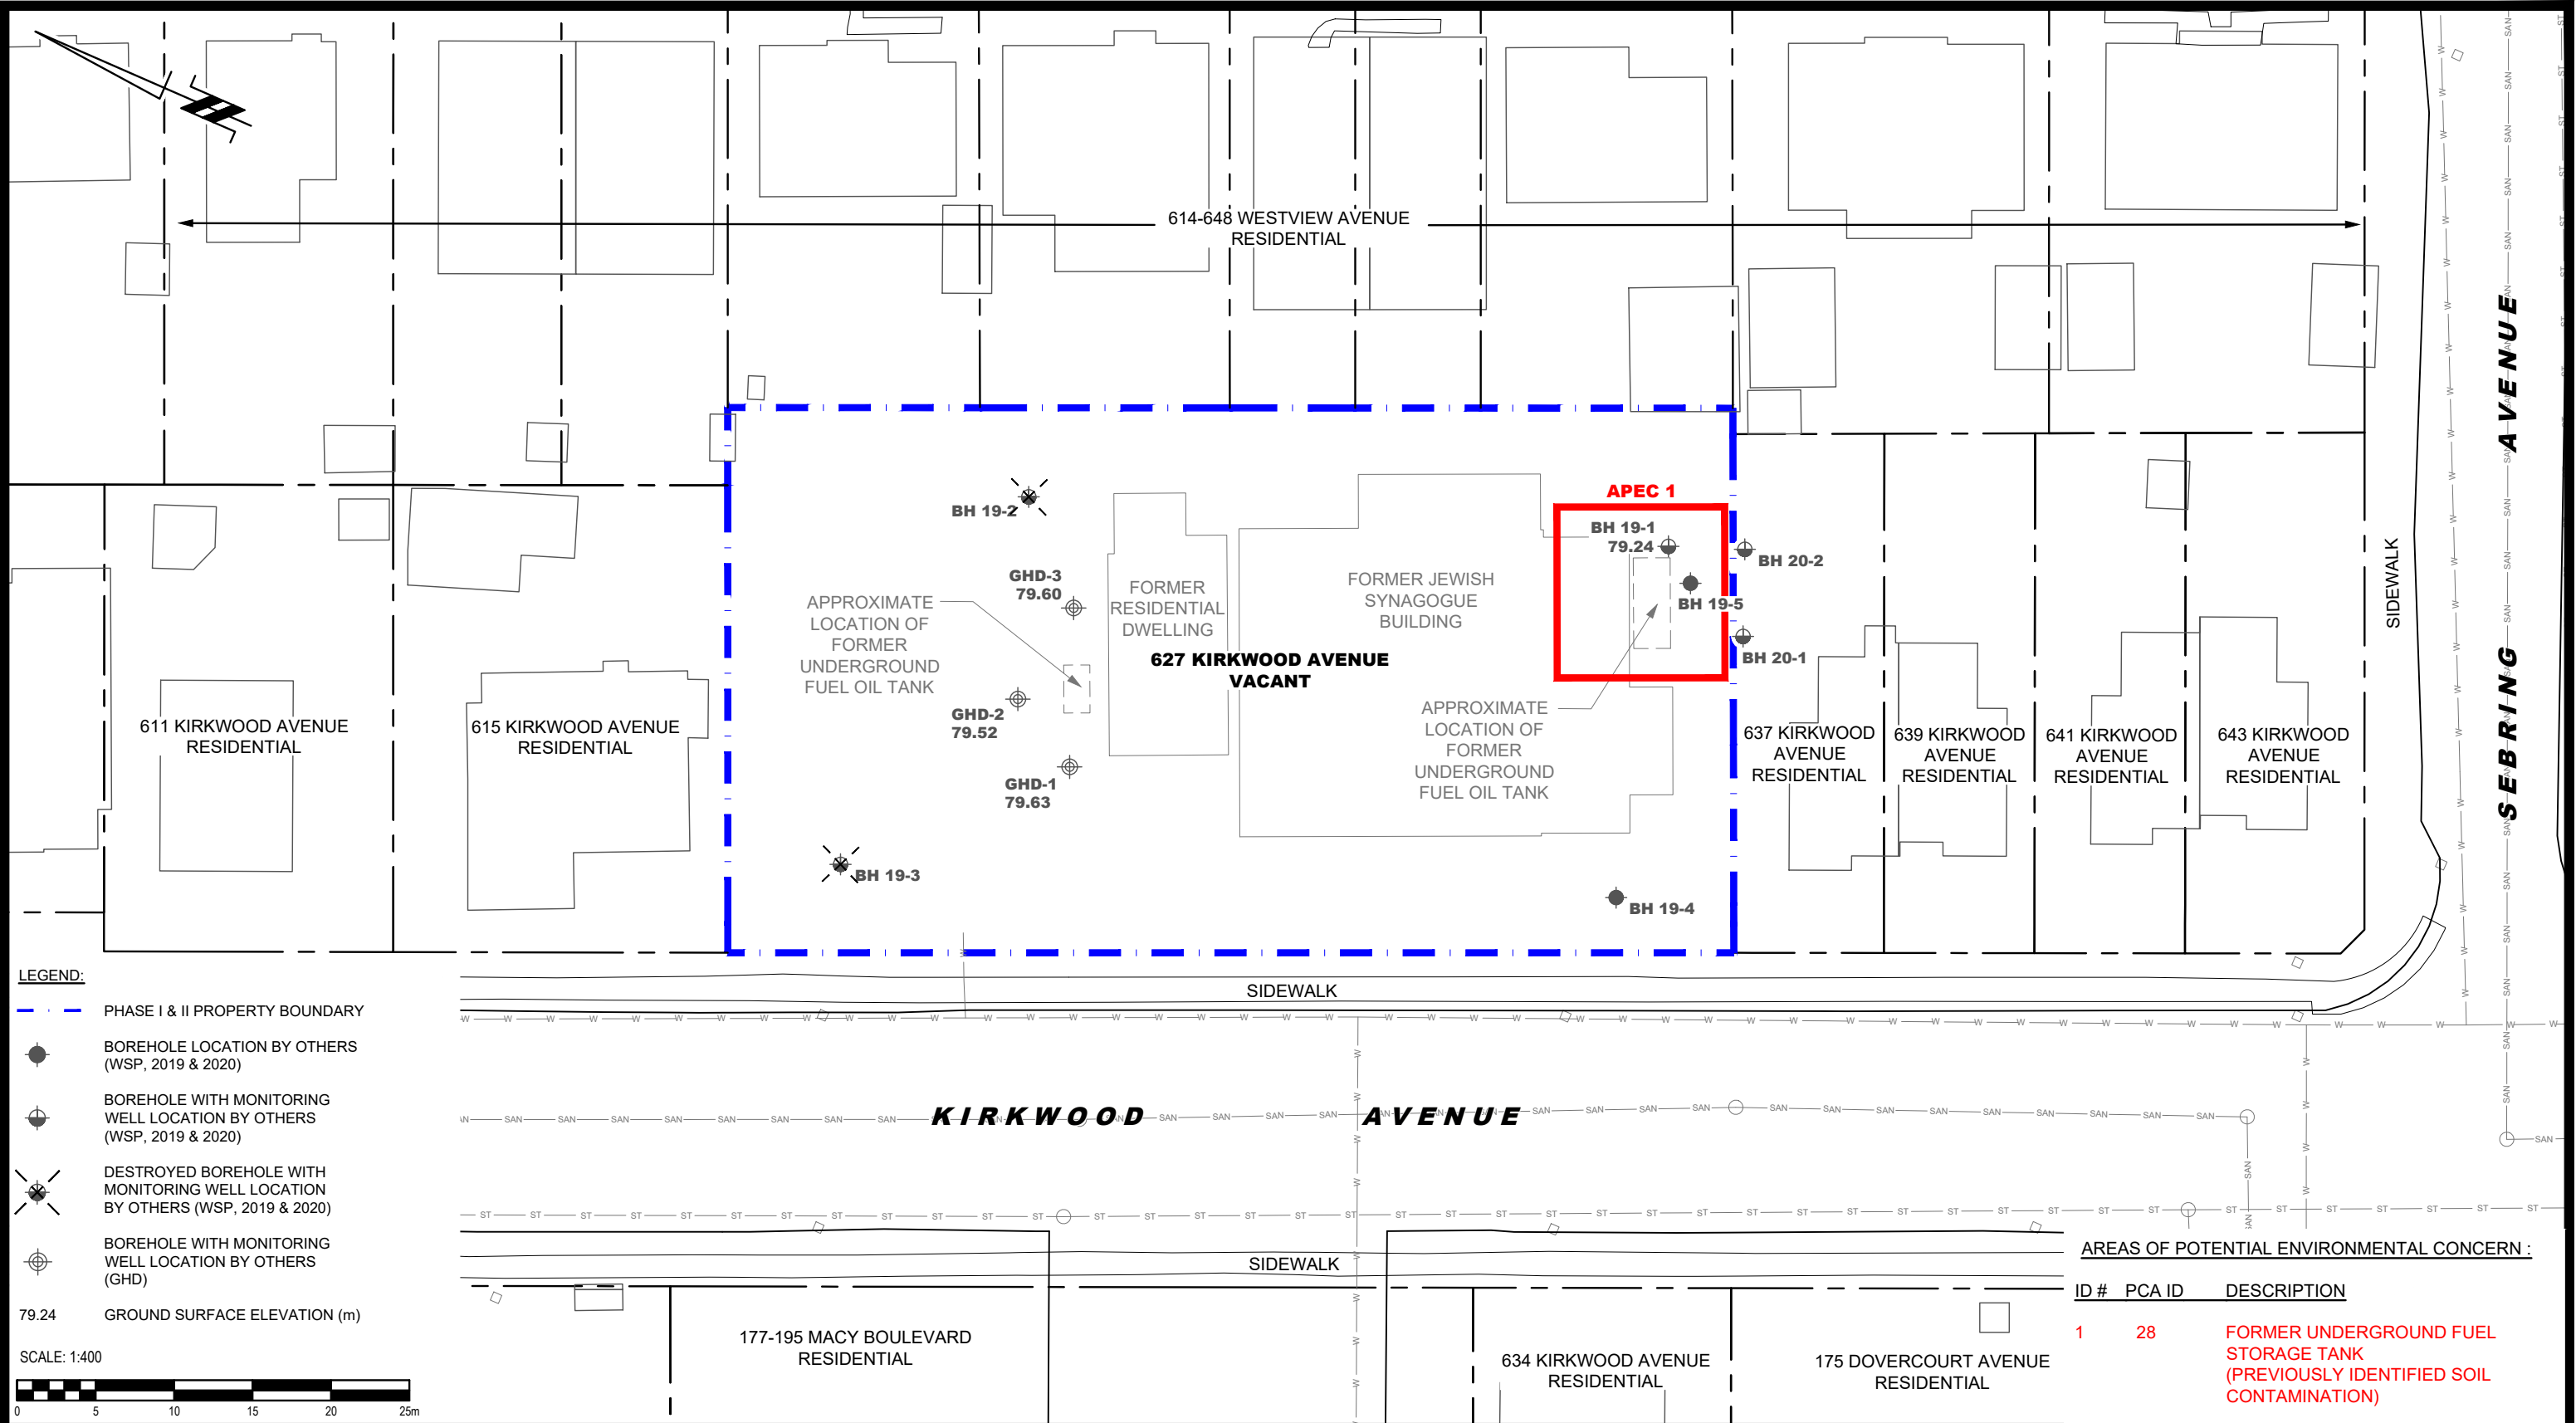 614-648 WESTVIEW AVENUE
RESIDENTIAL
APEC 1
BH 19-1
79.24
BH 19-2
BH 20-2
BH 19-5
BH 20-1
GHD-3
79.60
GHD-2
79.52
GHD-1
79.63
BH 19-3
BH 19-4
APPROXIMATE
LOCATION OF
FORMER
UNDERGROUND
FUEL OIL TANK
FORMER
RESIDENTIAL
DWELLING
FORMER JEWISH
SYNAGOGUE
BUILDING
627 KIRKWOOD AVENUE
VACANT
APPROXIMATE
LOCATION OF
FORMER
UNDERGROUND
FUEL OIL TANK
611 KIRKWOOD AVENUE
RESIDENTIAL
615 KIRKWOOD AVENUE
RESIDENTIAL
637 KIRKWOOD
AVENUE
RESIDENTIAL
639 KIRKWOOD
AVENUE
RESIDENTIAL
641 KIRKWOOD
AVENUE
RESIDENTIAL
643 KIRKWOOD
AVENUE
RESIDENTIAL
SIDEWALK
SEBRING AVENUE
SIDEWALK
KIRKWOOD AVENUE
SIDEWALK
177-195 MACY BOULEVARD
RESIDENTIAL
634 KIRKWOOD AVENUE
RESIDENTIAL
175 DOVERCOURT AVENUE
RESIDENTIAL
LEGEND:
PHASE I & II PROPERTY BOUNDARY
BOREHOLE LOCATION BY OTHERS
(WSP, 2019 & 2020)
BOREHOLE WITH MONITORING
WELL LOCATION BY OTHERS
(WSP, 2019 & 2020)
DESTROYED BOREHOLE WITH
MONITORING WELL LOCATION
BY OTHERS (WSP, 2019 & 2020)
BOREHOLE WITH MONITORING
WELL LOCATION BY OTHERS
(GHD)
79.24 GROUND SURFACE ELEVATION (m)
SCALE: 1:400
0 5 10 15 20 25m
AREAS OF POTENTIAL ENVIRONMENTAL CONCERN :
ID # PCA ID DESCRIPTION
1 28 FORMER UNDERGROUND FUEL
STORAGE TANK
(PREVIOUSLY IDENTIFIED SOIL
CONTAMINATION)